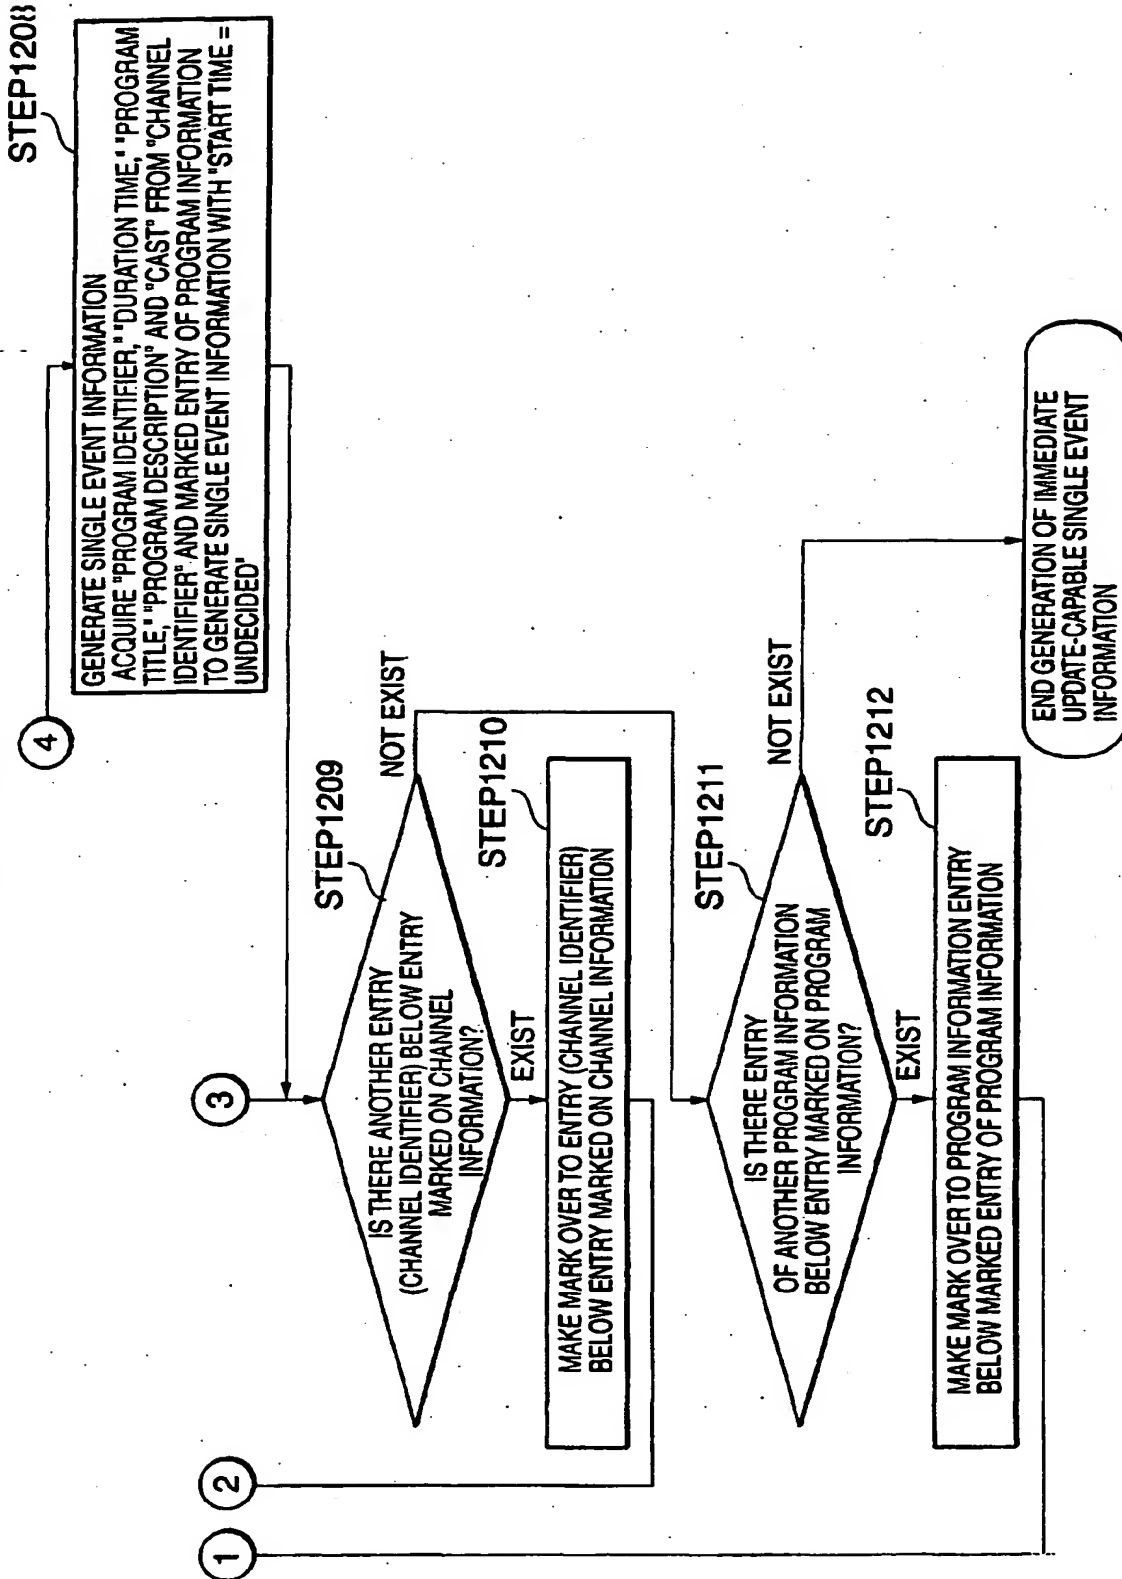 STEP1208
GENERATE SINGLE EVENT INFORMATION
ACQUIRE "PROGRAM IDENTIFIER," "DURATION TIME," "PROGRAM
TITLE," "PROGRAM DESCRIPTION" AND "CAST" FROM "CHANNEL
IDENTIFIER" AND MARKED ENTRY OF PROGRAM INFORMATION
TO GENERATE SINGLE EVENT INFORMATION WITH "START TIME =
UNDECIDED"
4
3
2
1
STEP1209
IS THERE ANOTHER ENTRY
(CHANNEL IDENTIFIER) BELOW ENTRY
MARKED ON CHANNEL
INFORMATION?
NOT EXIST
EXIST
STEP1210
MAKE MARK OVER TO ENTRY (CHANNEL IDENTIFIER)
BELOW ENTRY MARKED ON CHANNEL INFORMATION
STEP1211
IS THERE ENTRY
OF ANOTHER PROGRAM INFORMATION
BELOW ENTRY MARKED ON PROGRAM
INFORMATION?
NOT EXIST
EXIST
STEP1212
MAKE MARK OVER TO PROGRAM INFORMATION ENTRY
BELOW MARKED ENTRY OF PROGRAM INFORMATION
END GENERATION OF IMMEDIATE
UPDATE-CAPABLE SINGLE EVENT
INFORMATION